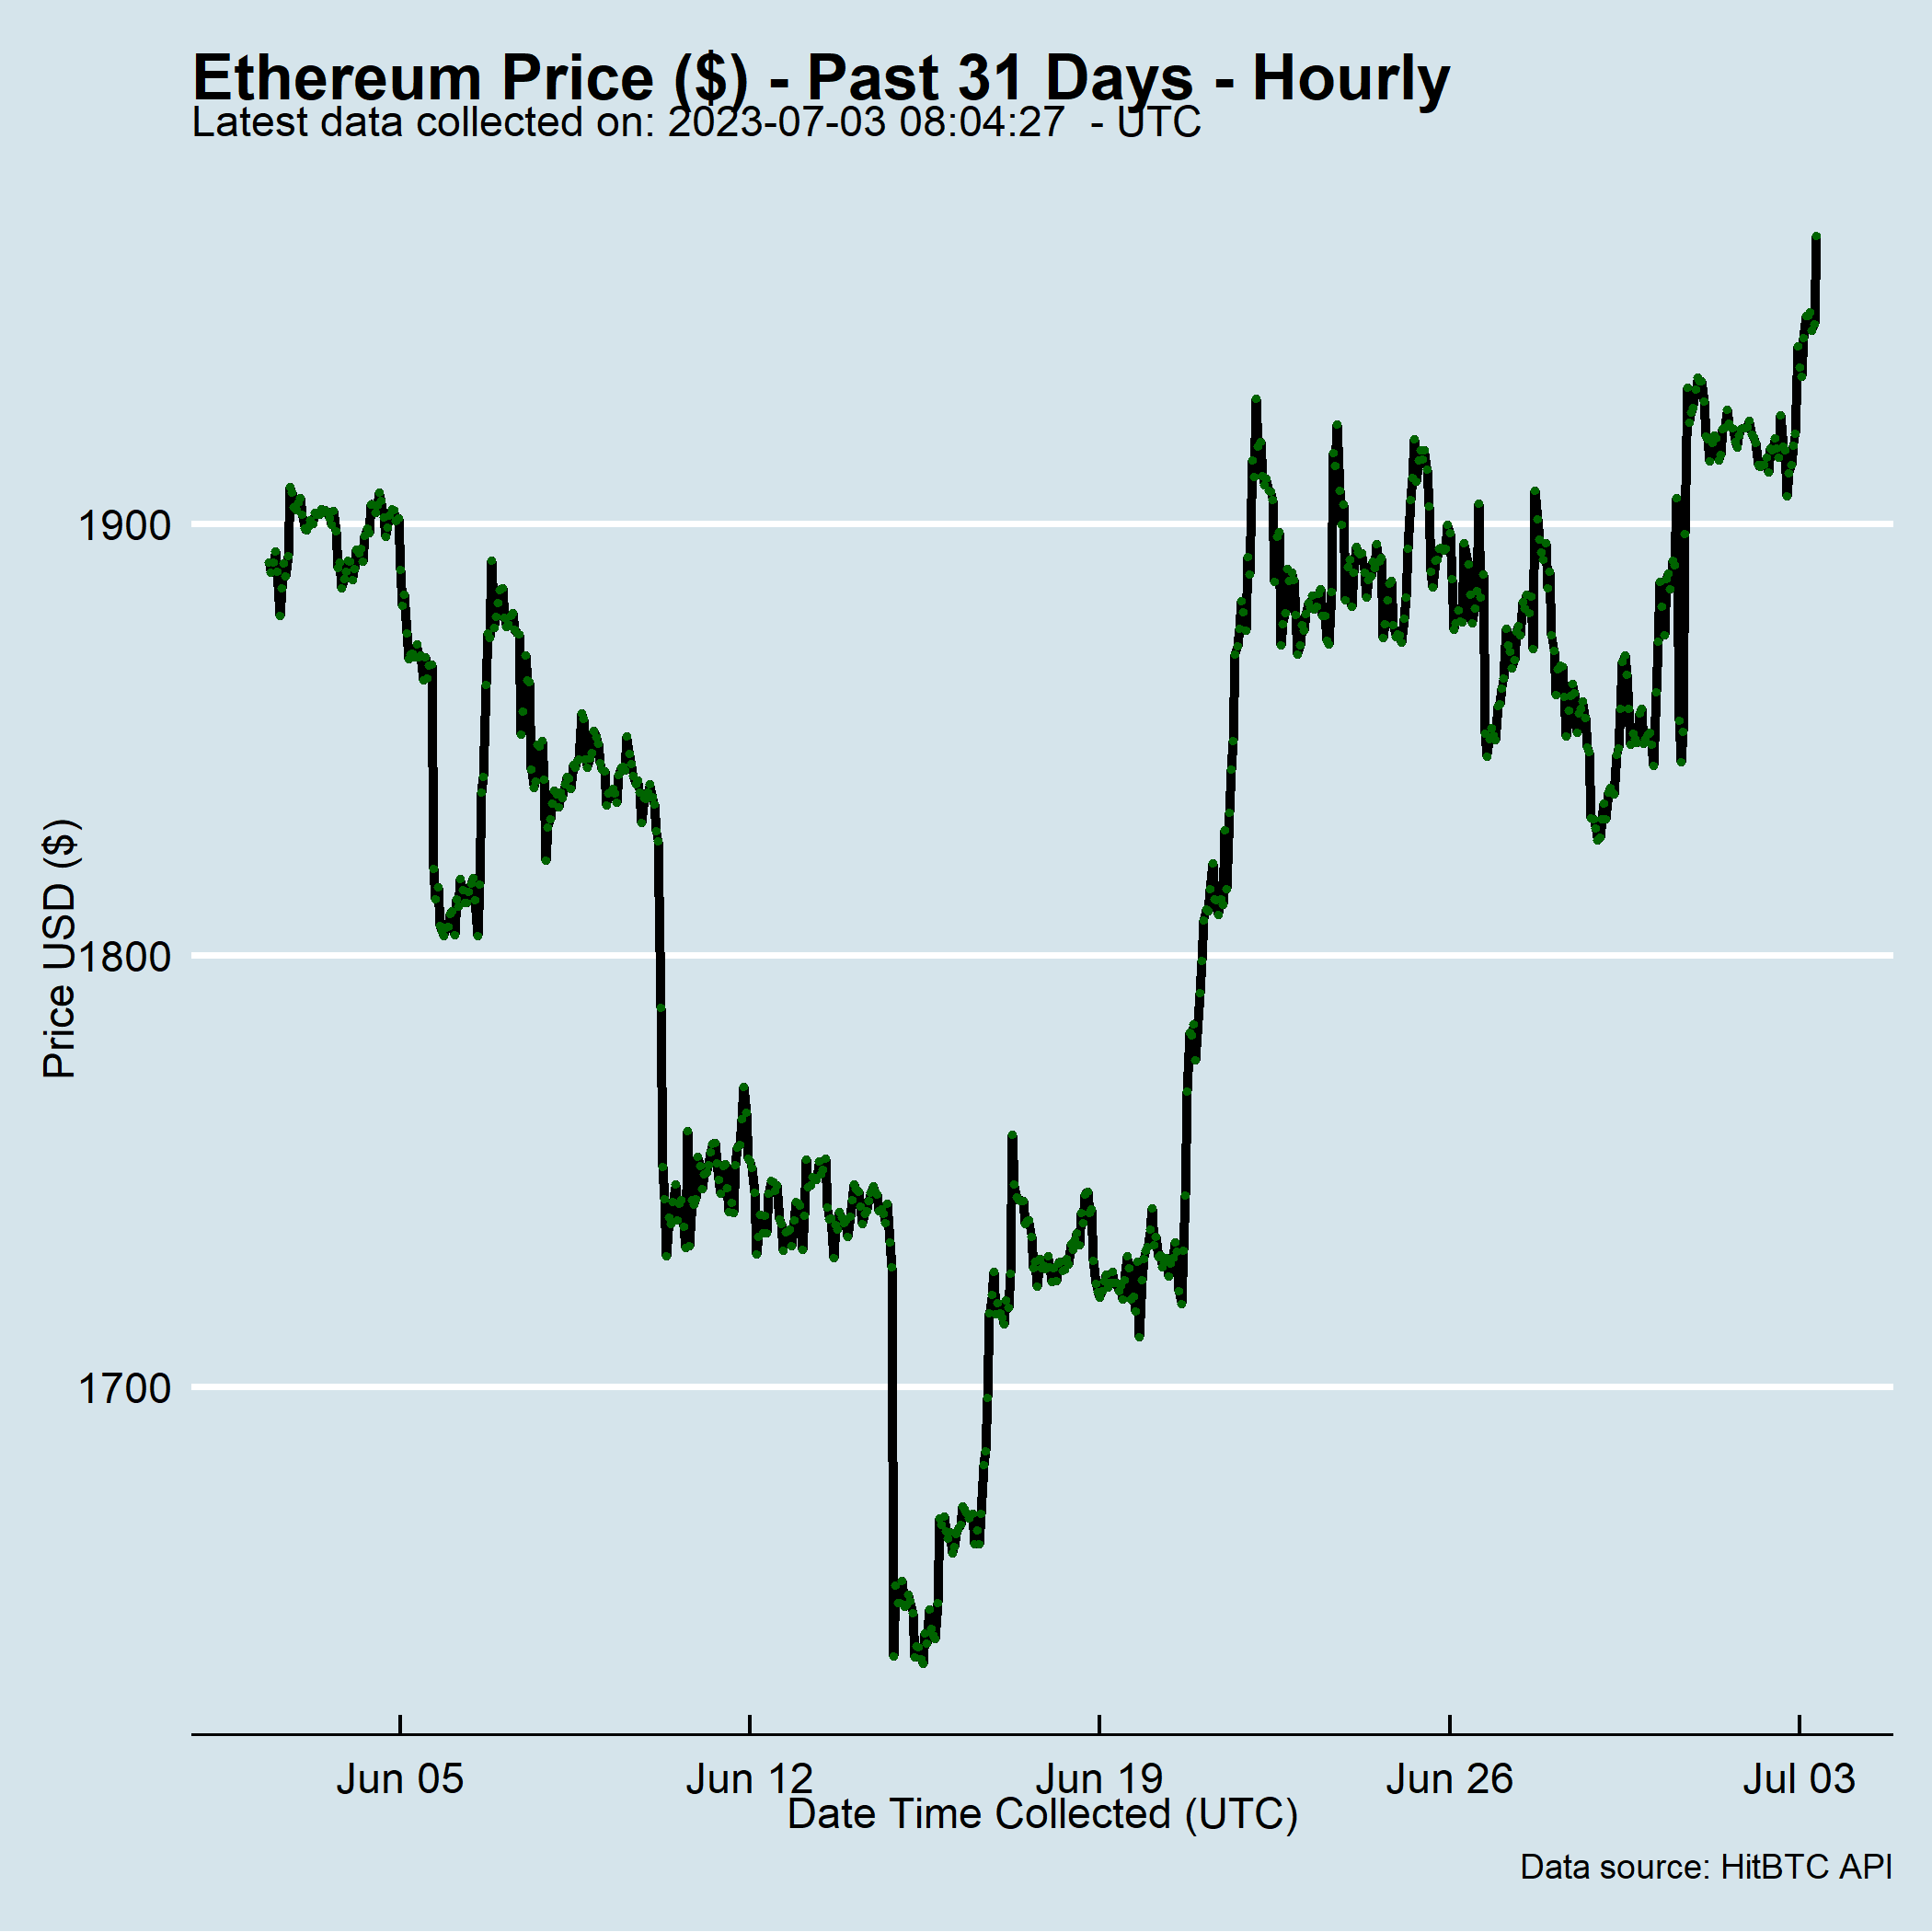 Ethereum Price ($) - Past 31 Days - Hourly
Latest data collected on: 2023-07-03 08:04:27  - UTC
1900
1800
1700
Price USD ($)
Jun 05
Jun 12
Jun 19
Jun 26
Jul 03
Date Time Collected (UTC)
Data source: HitBTC API